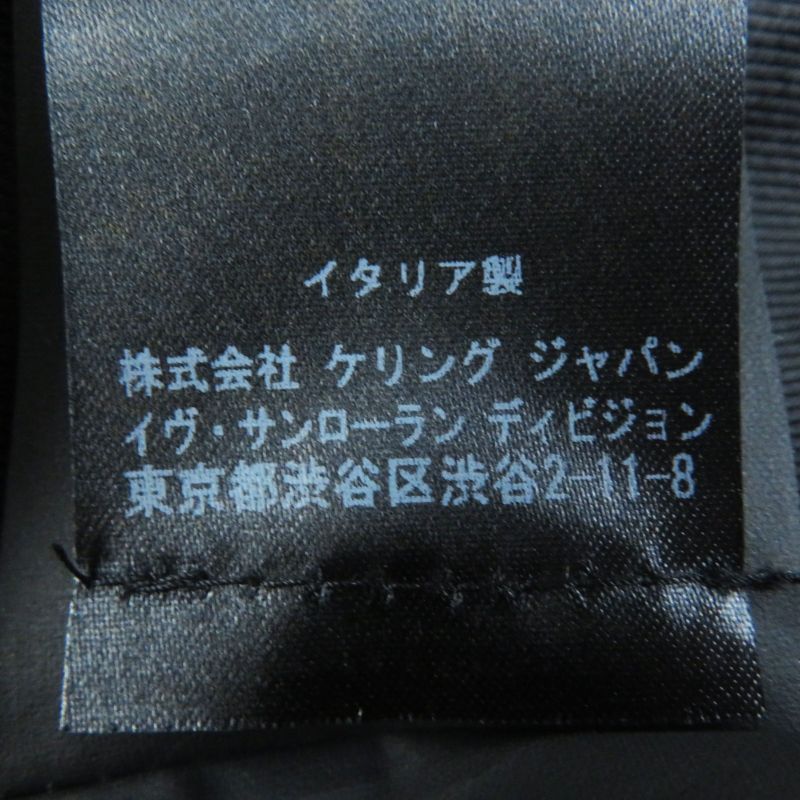 イタリア製
株式会社 ケリング ジャパン
イヴ・サンローラン ディビジョン
東京都渋谷区渋谷2-11-8